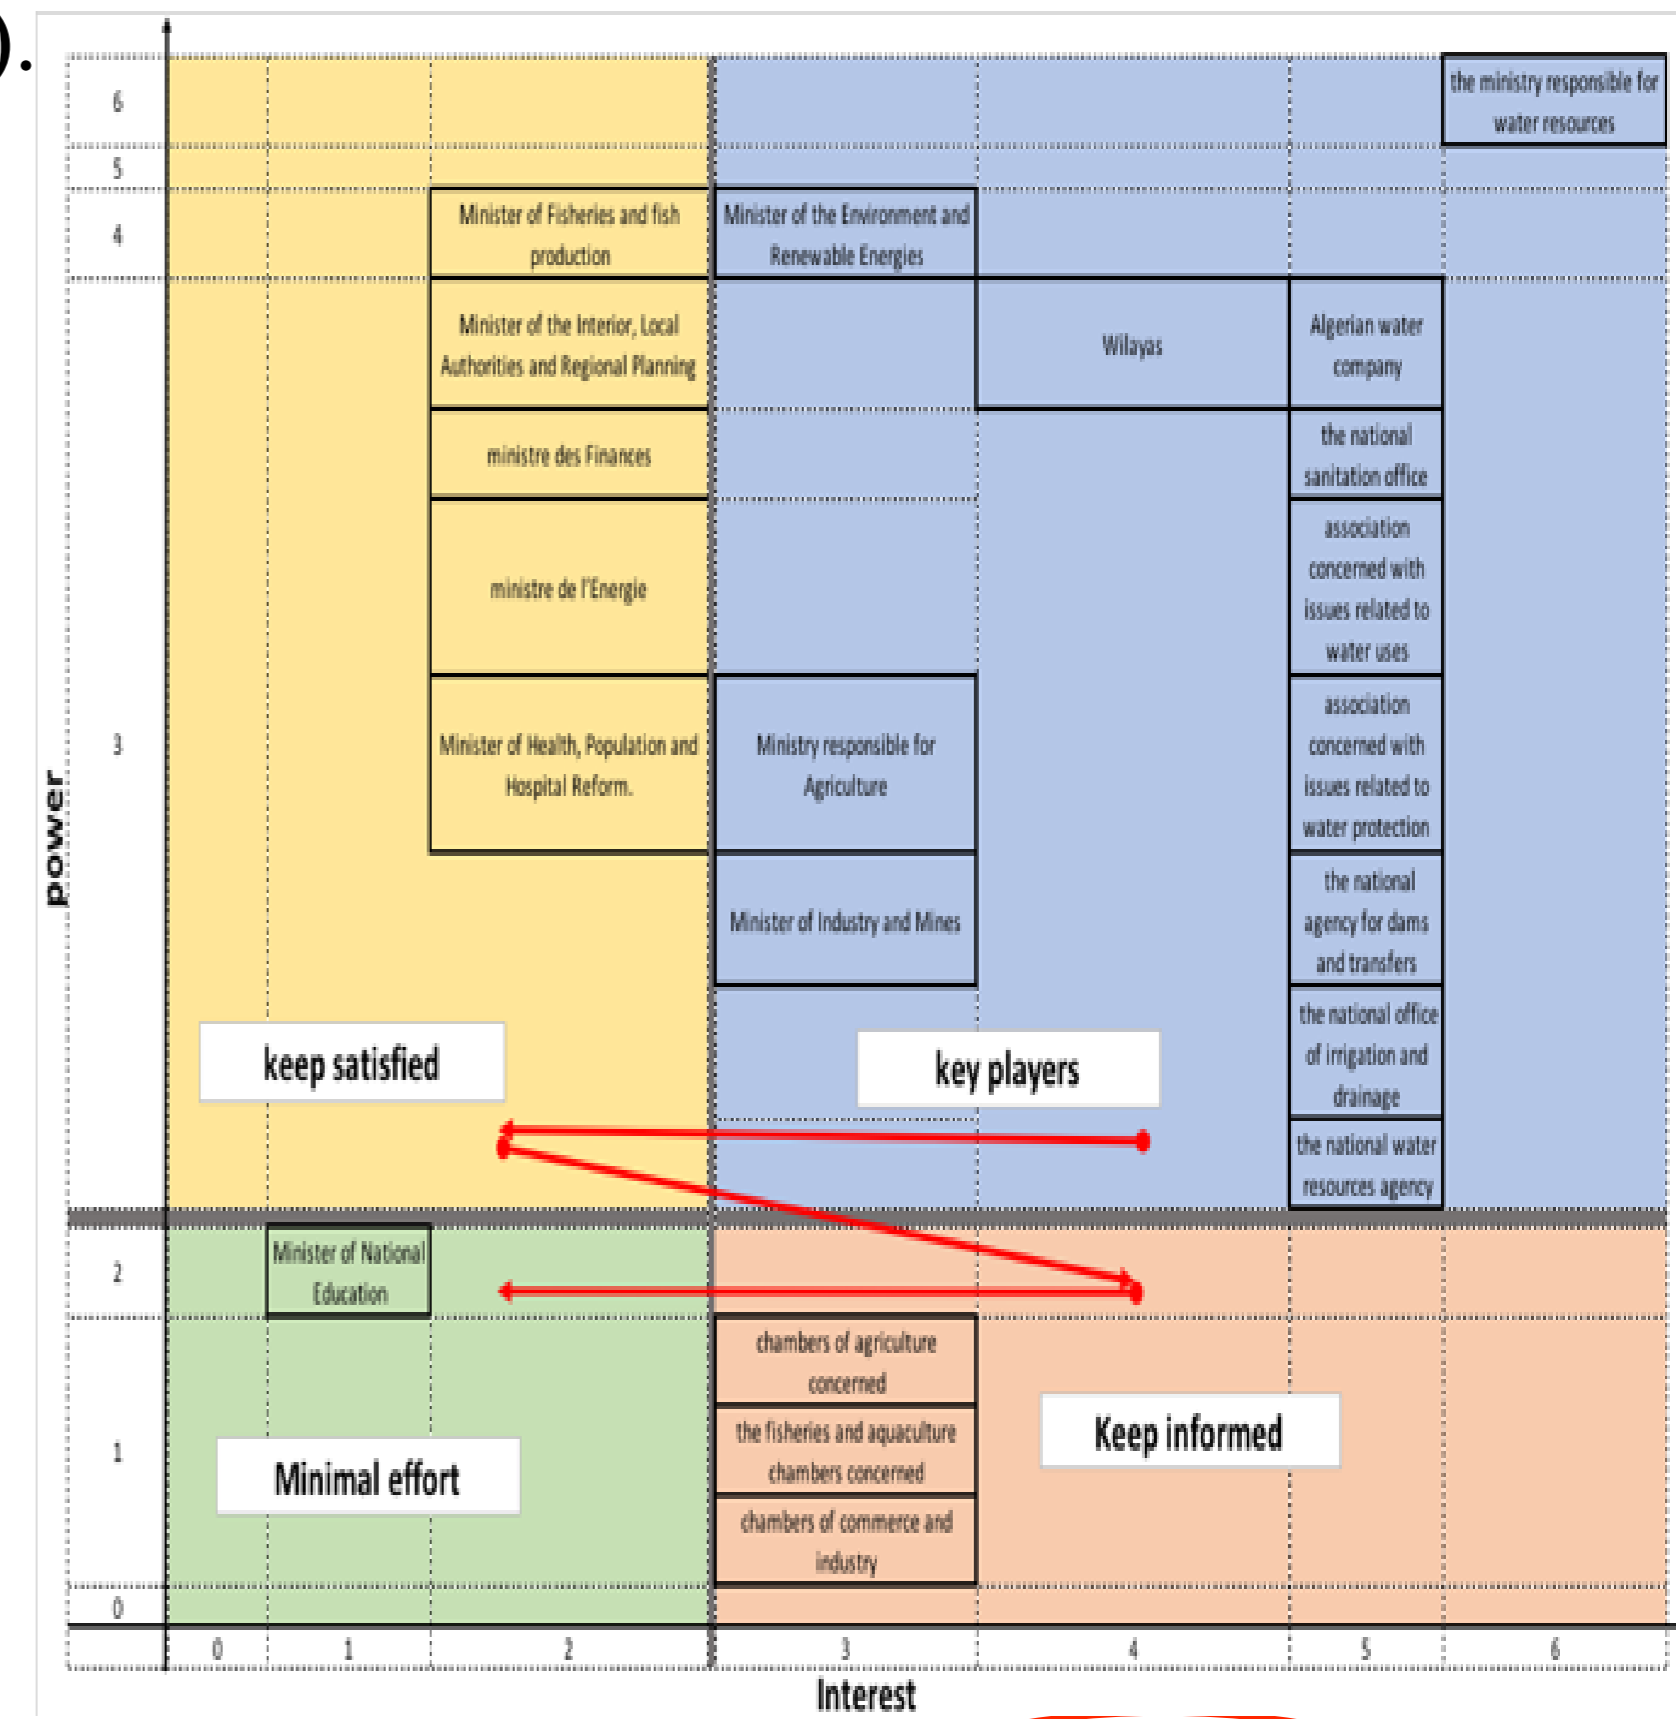 ).
6
the ministry responsible for
water resources
5
4
Minister of Fisheries and fish
production
Minister of the Environment and
Renewable Energies
3
Minister of the Interior, Local
Authorities and Regional Planning
Wilayas
Algerian water
company
ministre des Finances
the national
sanitation office
ministre de l'Energie
association
concerned with
issues related to
water uses
Minister of Health, Population and
Hospital Reform.
Ministry responsible for
Agriculture
association
concerned with
issues related to
water protection
Minister of Industry and Mines
the national
agency for dams
and transfers
the national office
of irrigation and
drainage
the national water
resources agency
keep satisfied
key players
power
2
Minister of National
Education
1
chambers of agriculture
concerned
the fisheries and aquaculture
chambers concerned
chambers of commerce and
industry
Minimal effort
Keep informed
0
0 1 2 3 4 5 6
Interest